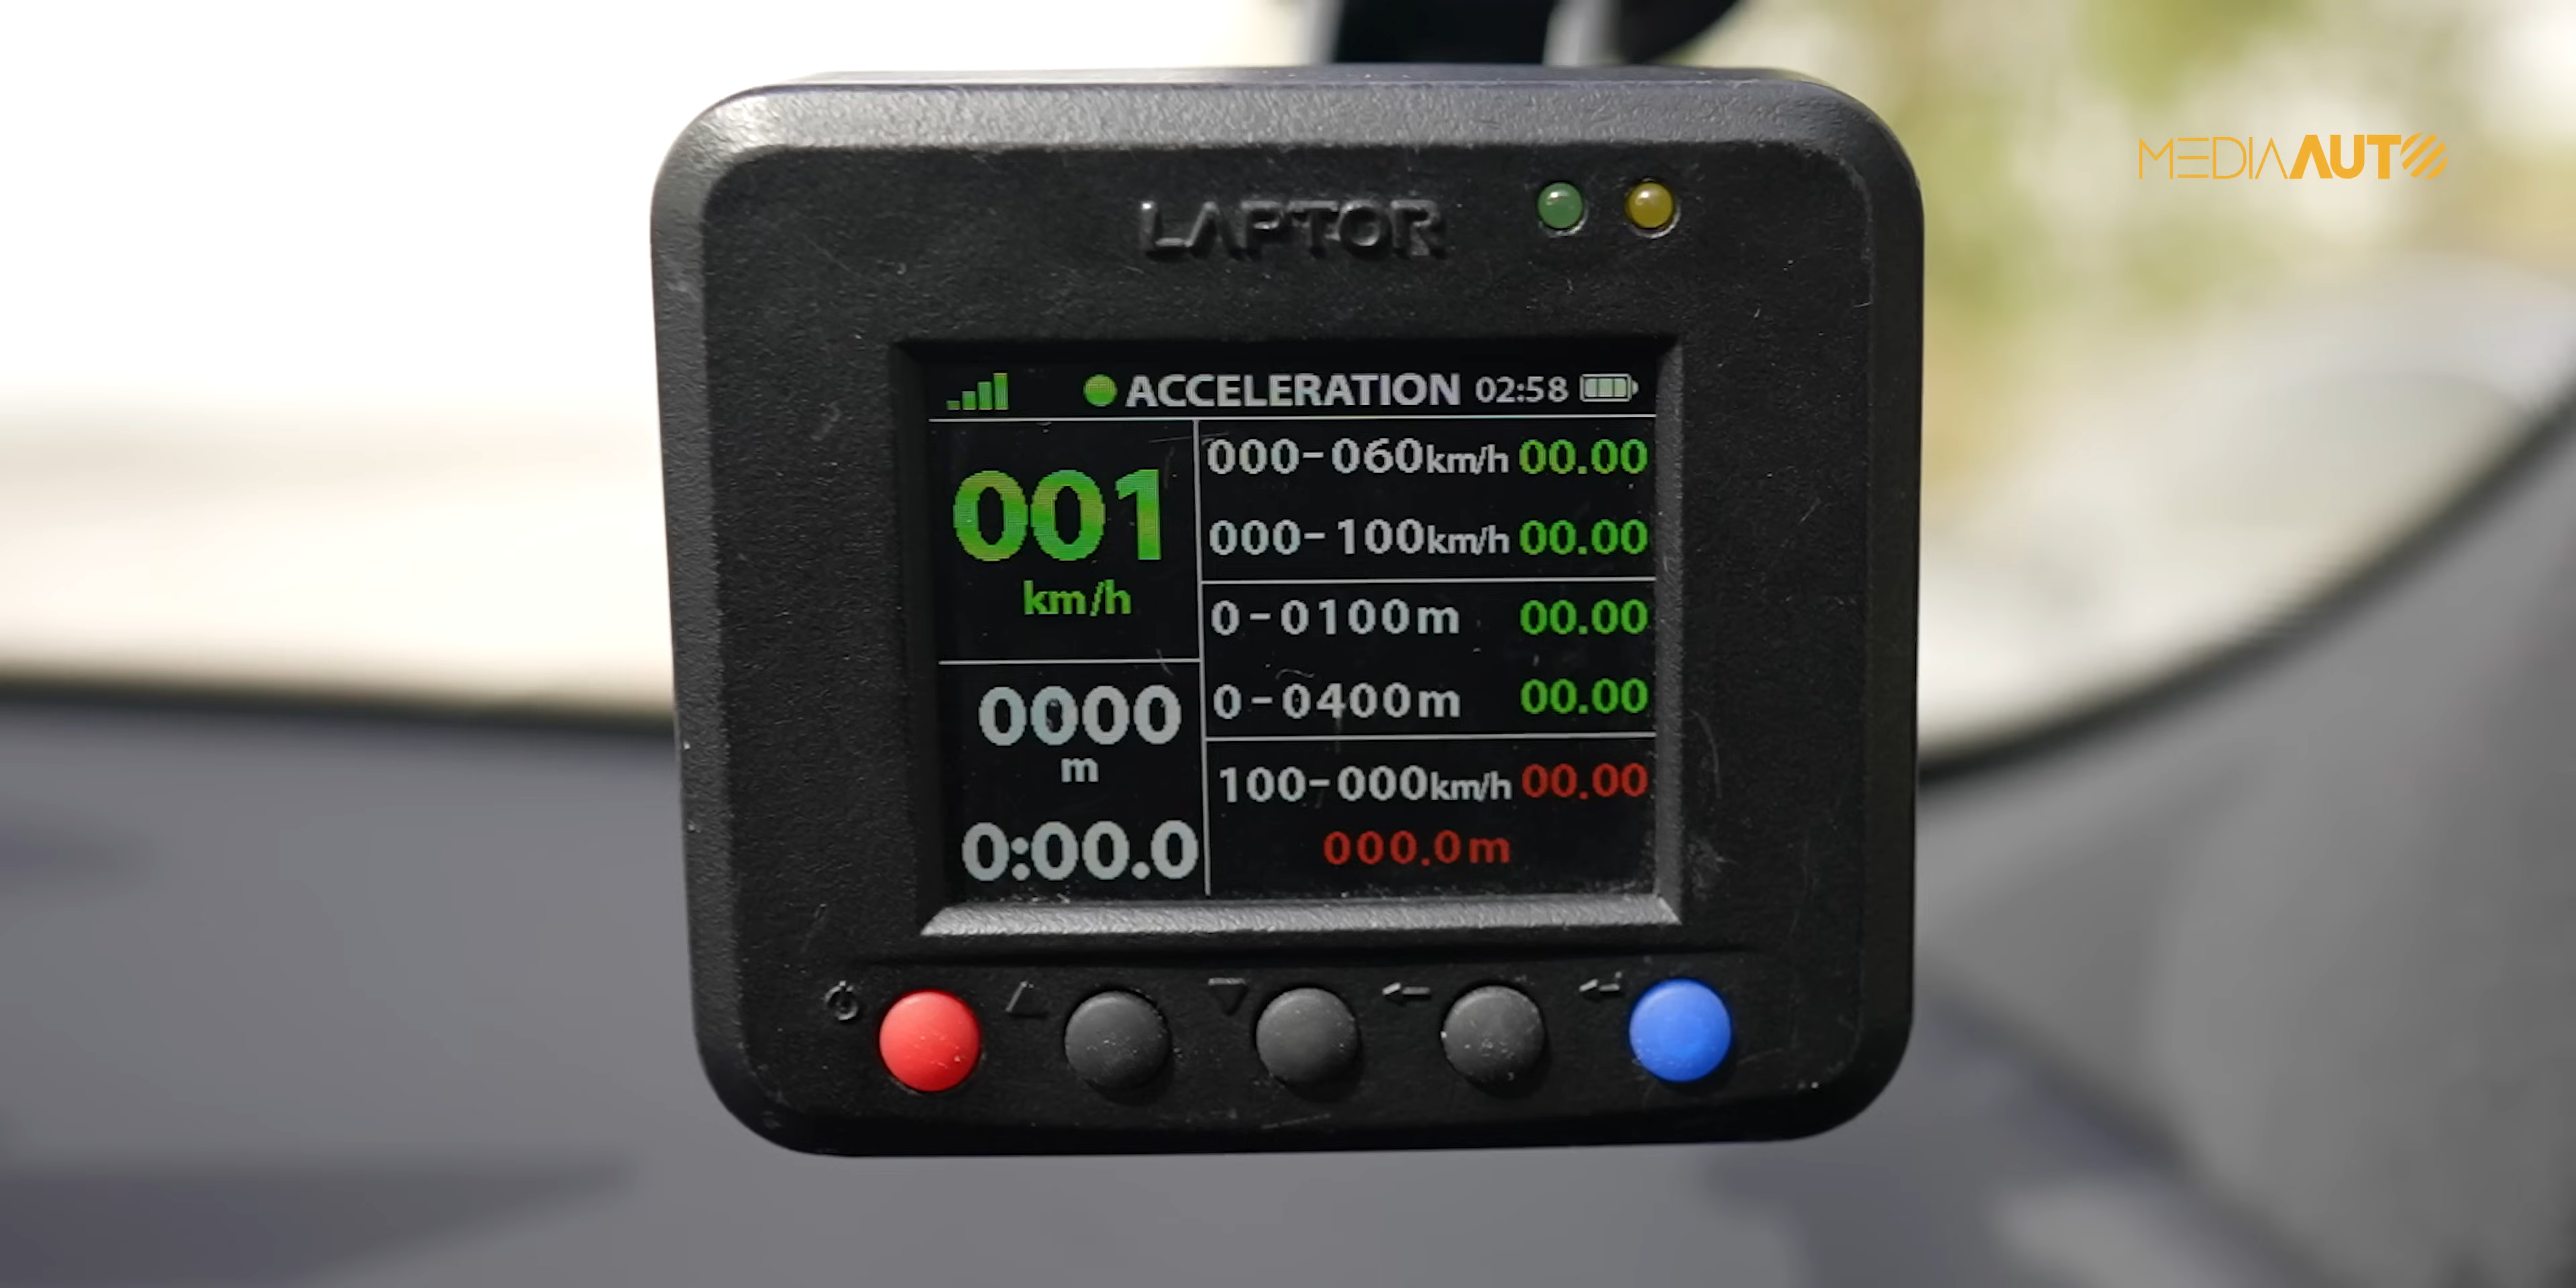 MEDIAAUTO
LAPTOR
ACCELERATION 02:58
001
km/h
0000
m
0:00.0
000-060km/h 00.00
000-100km/h 00.00
0-0100m 00.00
0-0400m 00.00
100-000km/h 00.00
000.0m